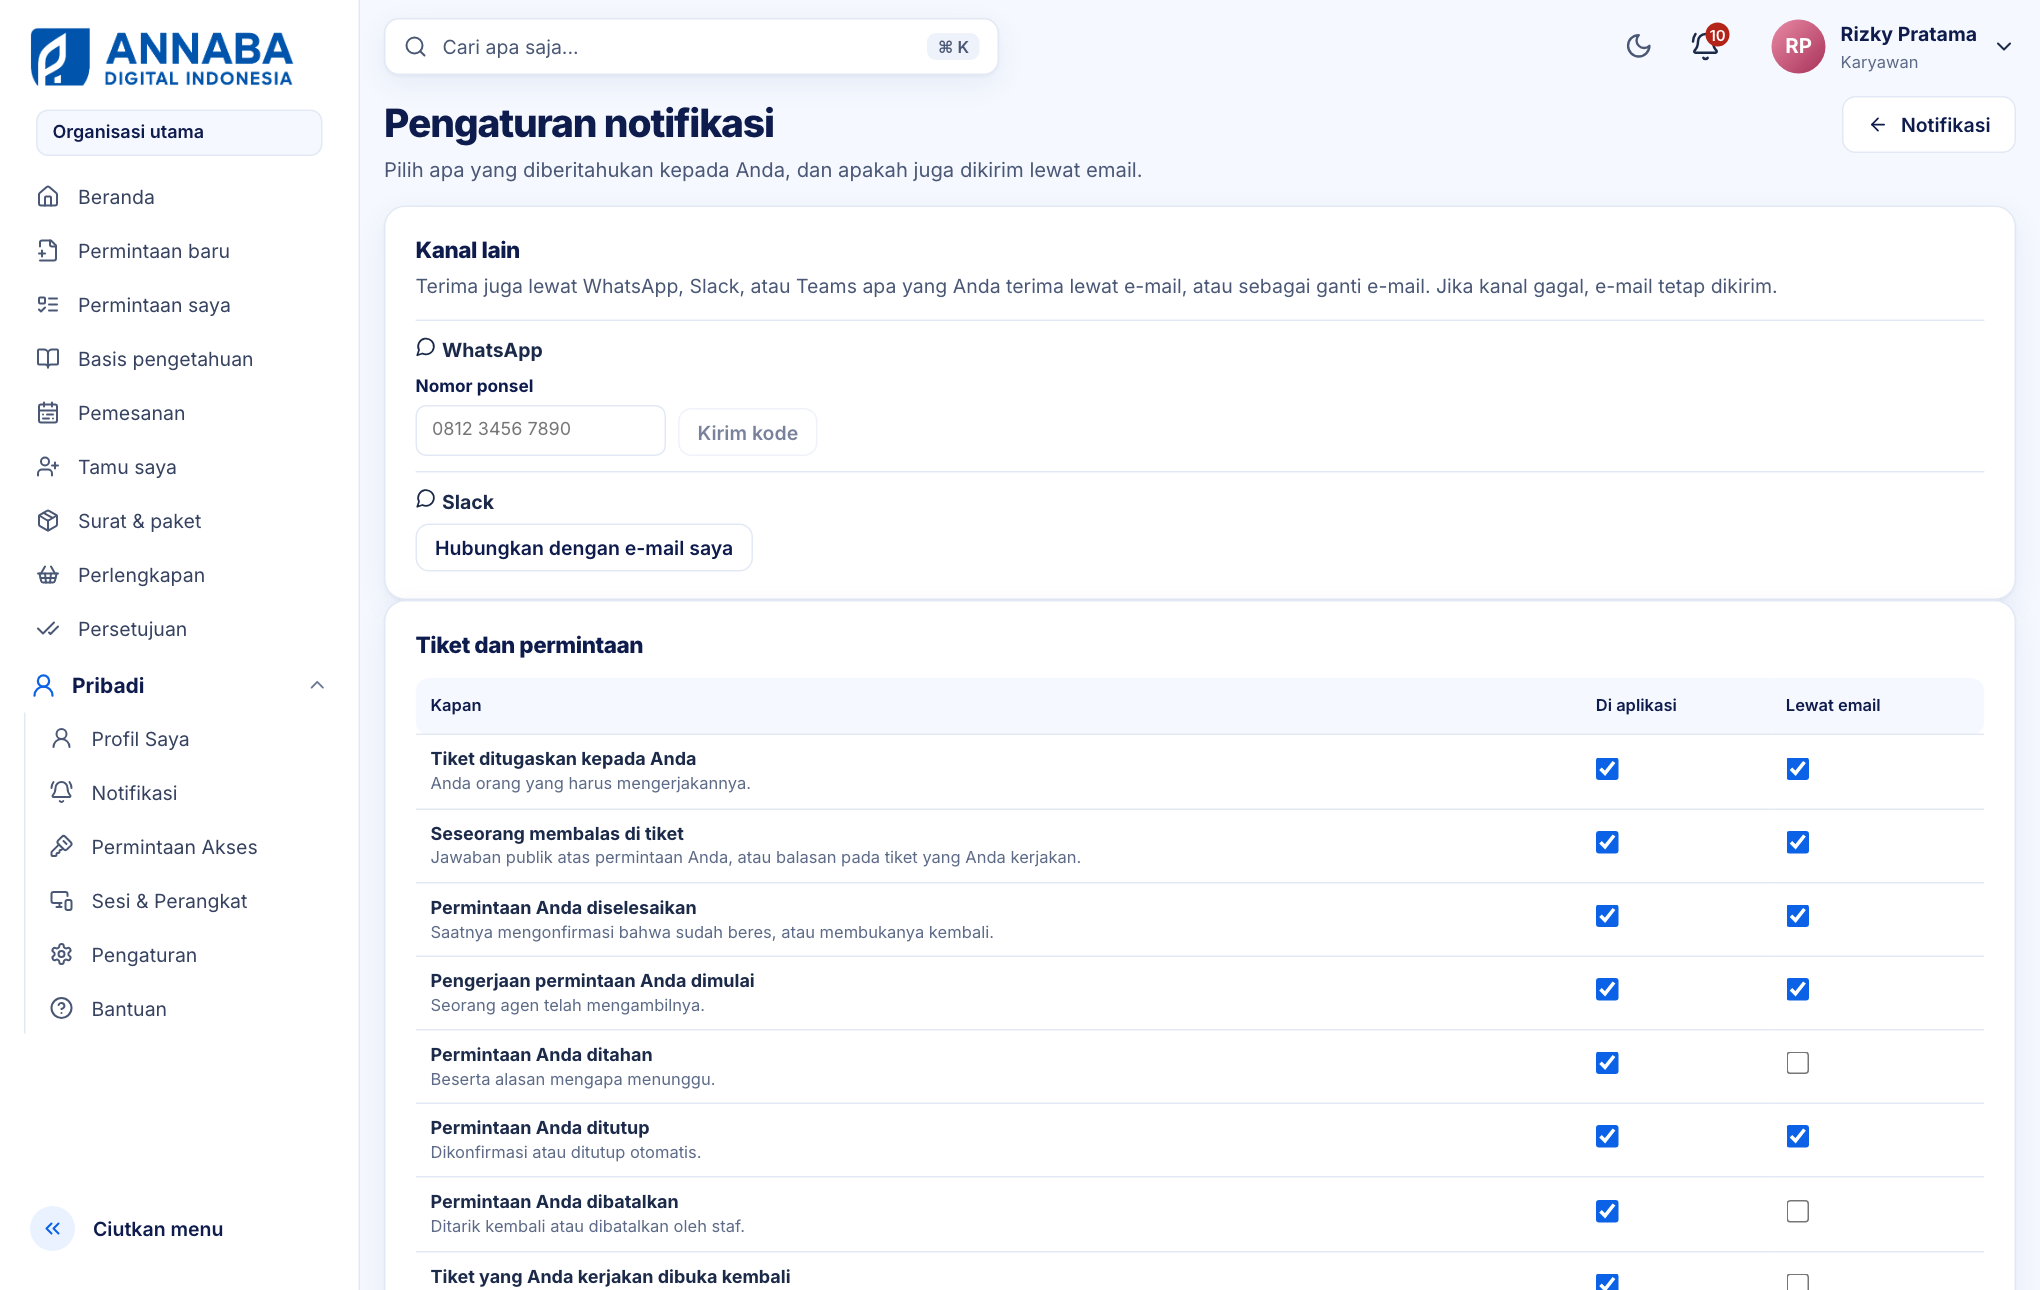 ANNABA
DIGITAL INDONESIA
Organisasi utama
Beranda
Permintaan baru
Permintaan saya
Basis pengetahuan
Pemesanan
Tamu saya
Surat & paket
Perlengkapan
Persetujuan
Pribadi
Profil Saya
Notifikasi
Permintaan Akses
Sesi & Perangkat
Pengaturan
Bantuan
Ciutkan menu
Cari apa saja...
⌘ K
10
RP
Rizky Pratama
Karyawan
Pengaturan notifikasi
Pilih apa yang diberitahukan kepada Anda, dan apakah juga dikirim lewat email.
Notifikasi
Kanal lain
Terima juga lewat WhatsApp, Slack, atau Teams apa yang Anda terima lewat e-mail, atau sebagai ganti e-mail. Jika kanal gagal, e-mail tetap dikirim.
WhatsApp
Nomor ponsel
0812 3456 7890
Kirim kode
Slack
Hubungkan dengan e-mail saya
Tiket dan permintaan
Kapan Di aplikasi Lewat email
Tiket ditugaskan kepada Anda
Anda orang yang harus mengerjakannya.
Seseorang membalas di tiket
Jawaban publik atas permintaan Anda, atau balasan pada tiket yang Anda kerjakan.
Permintaan Anda diselesaikan
Saatnya mengonfirmasi bahwa sudah beres, atau membukanya kembali.
Pengerjaan permintaan Anda dimulai
Seorang agen telah mengambilnya.
Permintaan Anda ditahan
Beserta alasan mengapa menunggu.
Permintaan Anda ditutup
Dikonfirmasi atau ditutup otomatis.
Permintaan Anda dibatalkan
Ditarik kembali atau dibatalkan oleh staf.
Tiket yang Anda kerjakan dibuka kembali